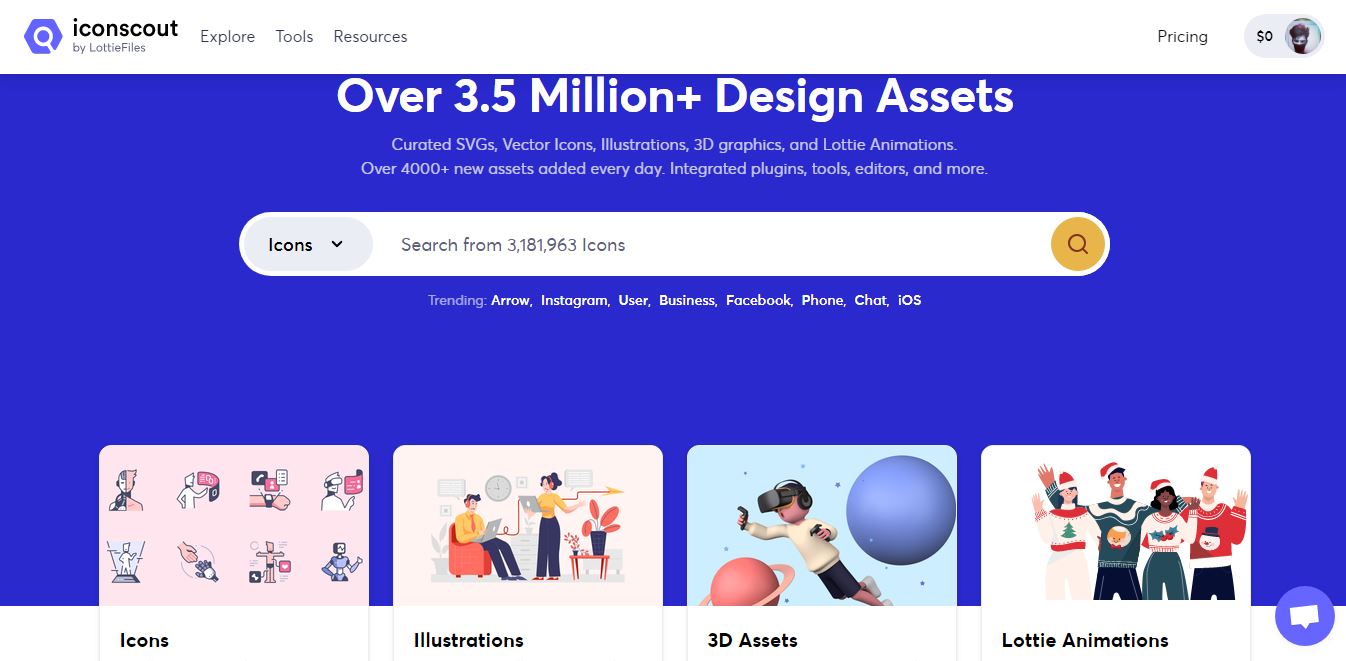 iconscout
by LottieFiles
Explore Tools Resources
Pricing
$0
Over 3.5 Million+ Design Assets
Curated SVGs, Vector Icons, Illustrations, 3D graphics, and Lottie Animations.
Over 4000+ new assets added every day. Integrated plugins, tools, editors, and more.
Icons
Search from 3,181,963 Icons
Trending: Arrow, Instagram, User, Business, Facebook, Phone, Chat, iOS
Icons
Illustrations
3D Assets
Lottie Animations